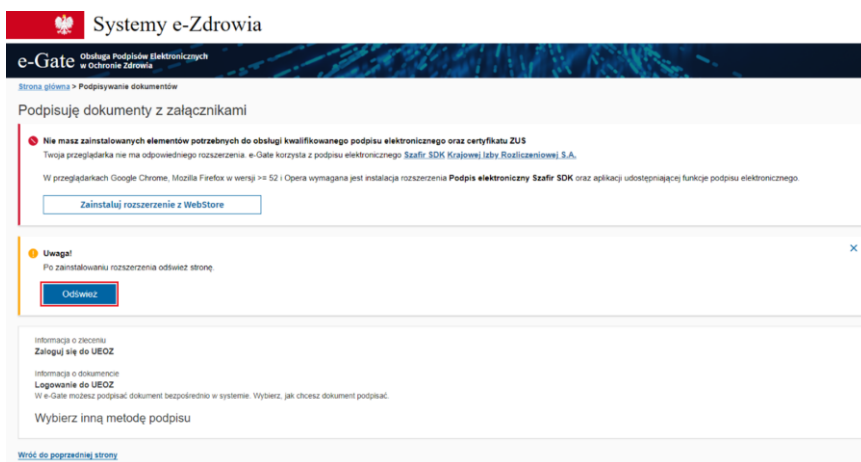 Systemy e-Zdrowia
e-Gate Obsługa Podpisów Elektronicznych
w Ochronie Zdrowia
Strona główna > Podpisywanie dokumentów
Podpisuję dokumenty z załącznikami
Nie masz zainstalowanych elementów potrzebnych do obsługi kwalifikowanego podpisu elektronicznego oraz certyfikatu ZUS
Twoja przeglądarka nie ma odpowiedniego rozszerzenia. e-Gate korzysta z podpisu elektronicznego Szafir SDK Krajowej Izby Rozliczeniowej S.A.
W przeglądarkach Google Chrome, Mozilla Firefox w wersji >= 52 i Opera wymagana jest instalacja rozszerzenia Podpis elektroniczny Szafir SDK oraz aplikacji udostępniającej funkcje podpisu elektronicznego.
Zainstaluj rozszerzenie z WebStore
Uwaga!
Po zainstalowaniu rozszerzenia odśwież stronę.
Odśwież
Informacja o zleceniu
Zaloguj się do UEOZ
Informacja o dokumencie
Logowanie do UEOZ
W e-Gate możesz podpisać dokument bezpośrednio w systemie. Wybierz, jak chcesz dokument podpisać.
Wybierz inną metodę podpisu
Wróć do poprzedniej strony